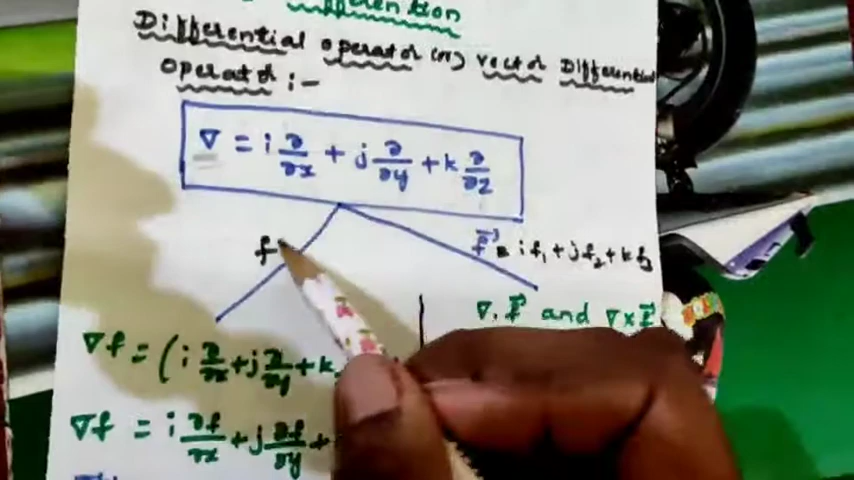 Differential operator (or) vector Differential
operator :-
∇ = i ∂/∂x + j ∂/∂y + k ∂/∂z
f
f⃗ = i f₁ + j f₂ + k f₃
∇ . f⃗ and ∇ x f⃗
∇f = (i ∂/∂x + j ∂/∂y + k
∇f = i ∂f/∂x + j ∂f/∂y +